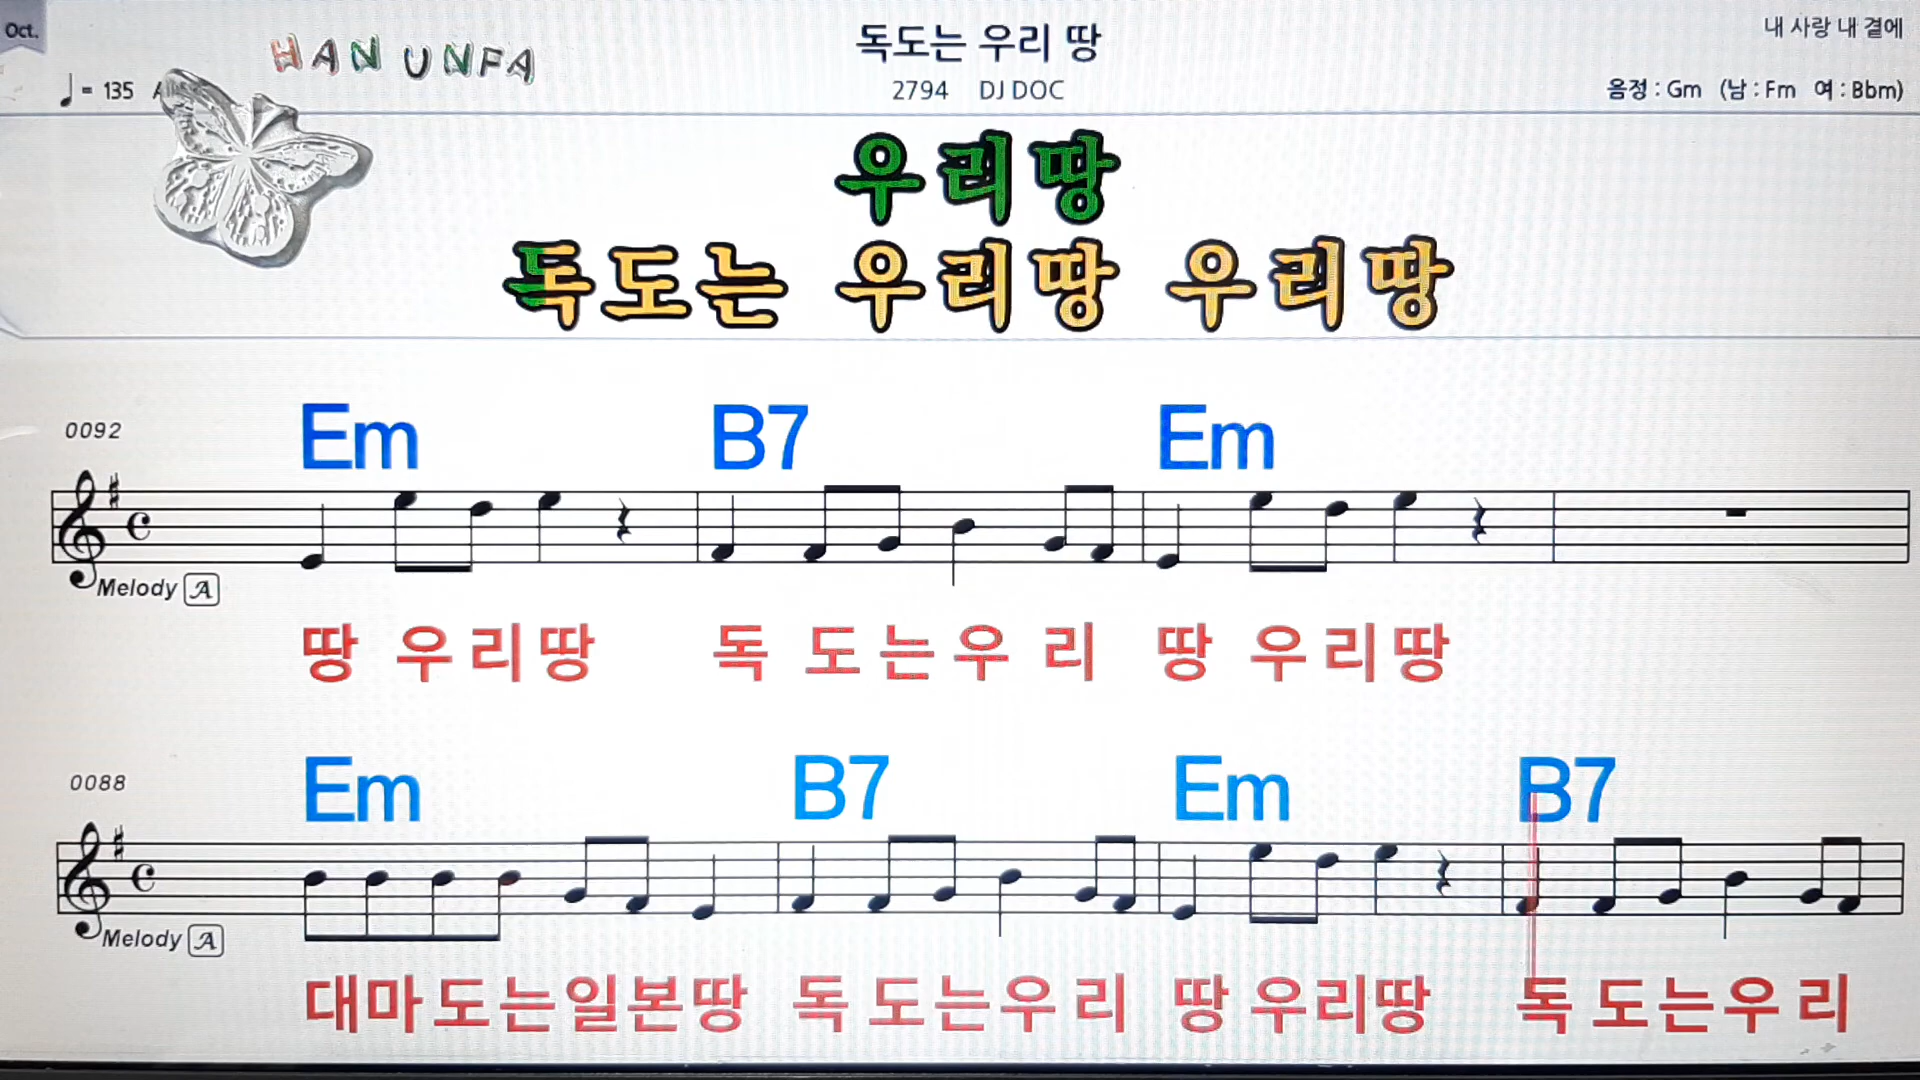 Oct.
HAN UNFA
독도는 우리 땅
내 사랑 내 곁에
♩= 135
2794 DJ DOC
음정 : Gm (남 : Fm 여 : Bbm)
우리땅
독도는 우리땅 우리땅
0092
Em B7 Em
Melody A
땅 우리땅 독 도는우 리 땅 우리땅
0088
Em B7 Em B7
Melody A
대마도는일본땅 독 도는우리 땅 우리땅 독 도는우리